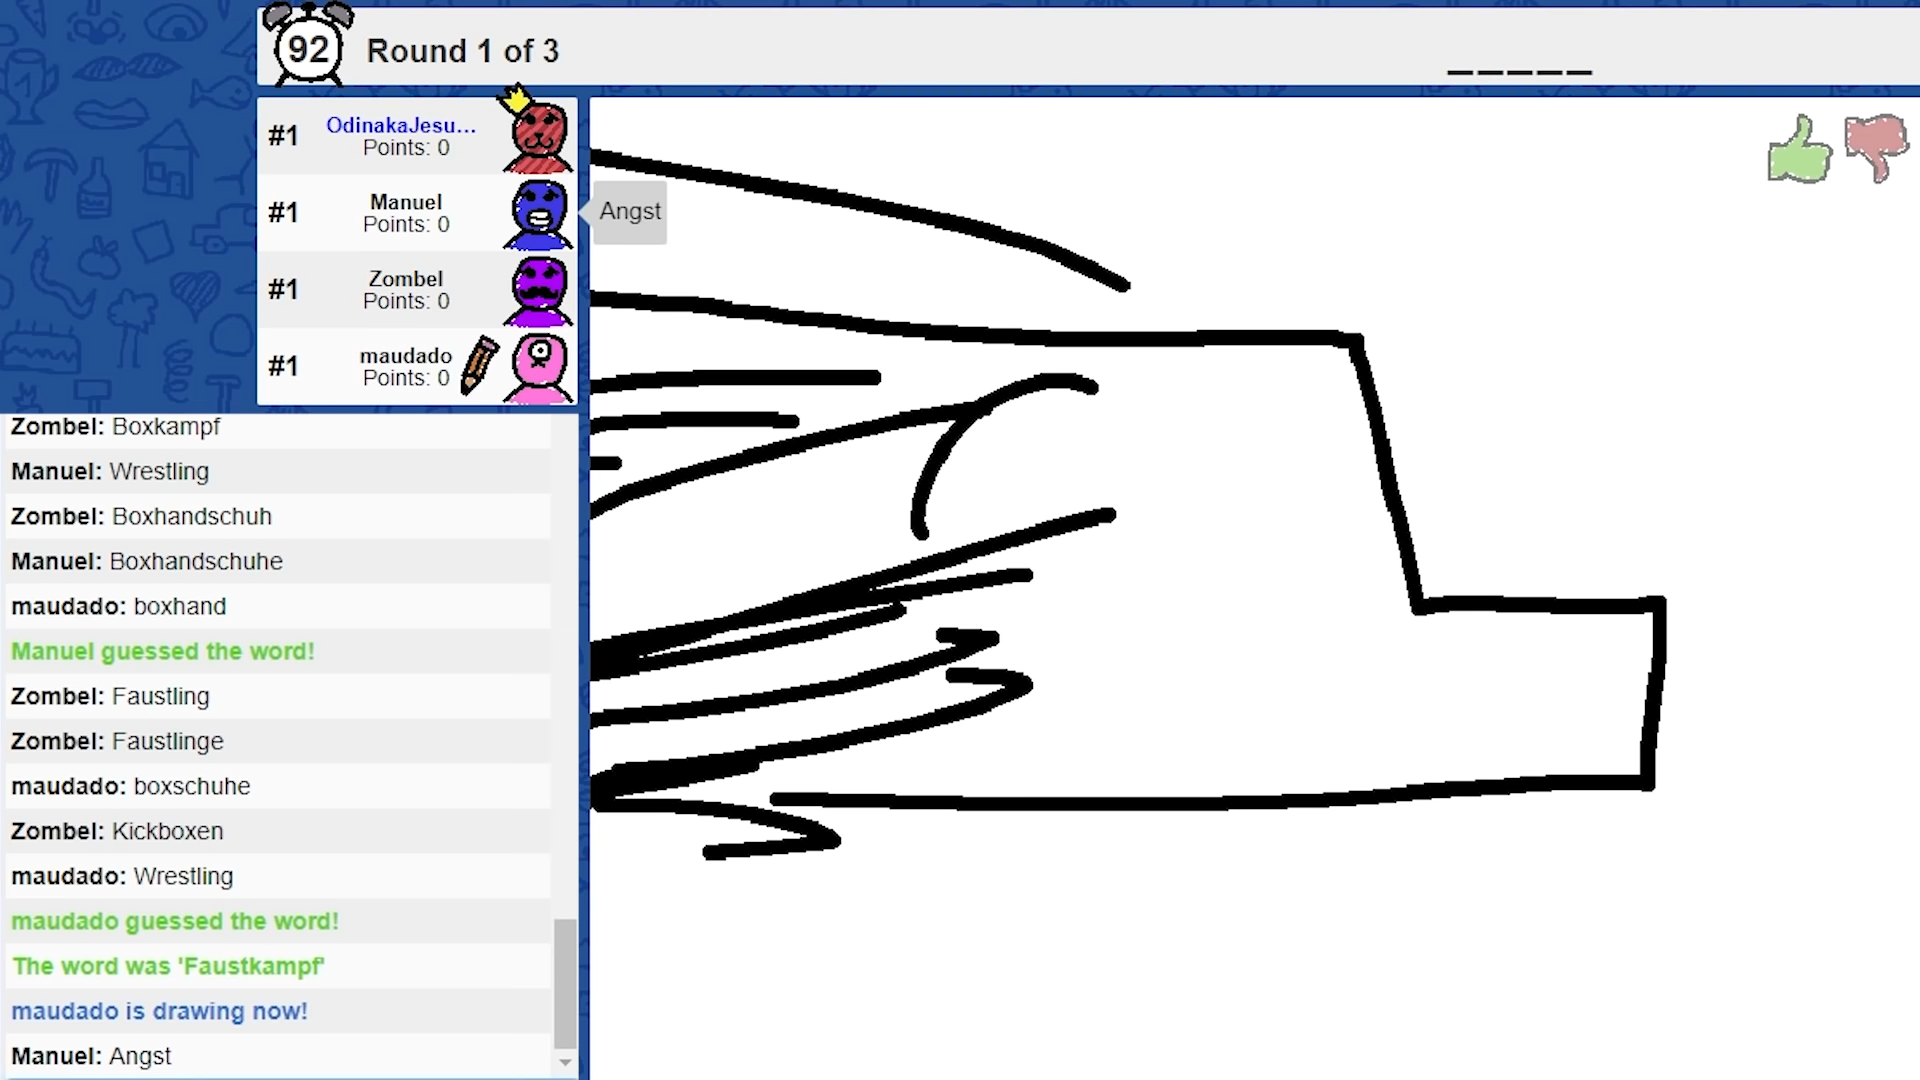 92
Round 1 of 3
_____
#1
OdinakaJesu...
Points: 0
#1
Manuel
Points: 0
Angst
#1
Zombel
Points: 0
#1
maudado
Points: 0
Zombel: Boxkampf
Manuel: Wrestling
Zombel: Boxhandschuh
Manuel: Boxhandschuhe
maudado: boxhand
Manuel guessed the word!
Zombel: Faustling
Zombel: Faustlinge
maudado: boxschuhe
Zombel: Kickboxen
maudado: Wrestling
maudado guessed the word!
The word was 'Faustkampf'
maudado is drawing now!
Manuel: Angst